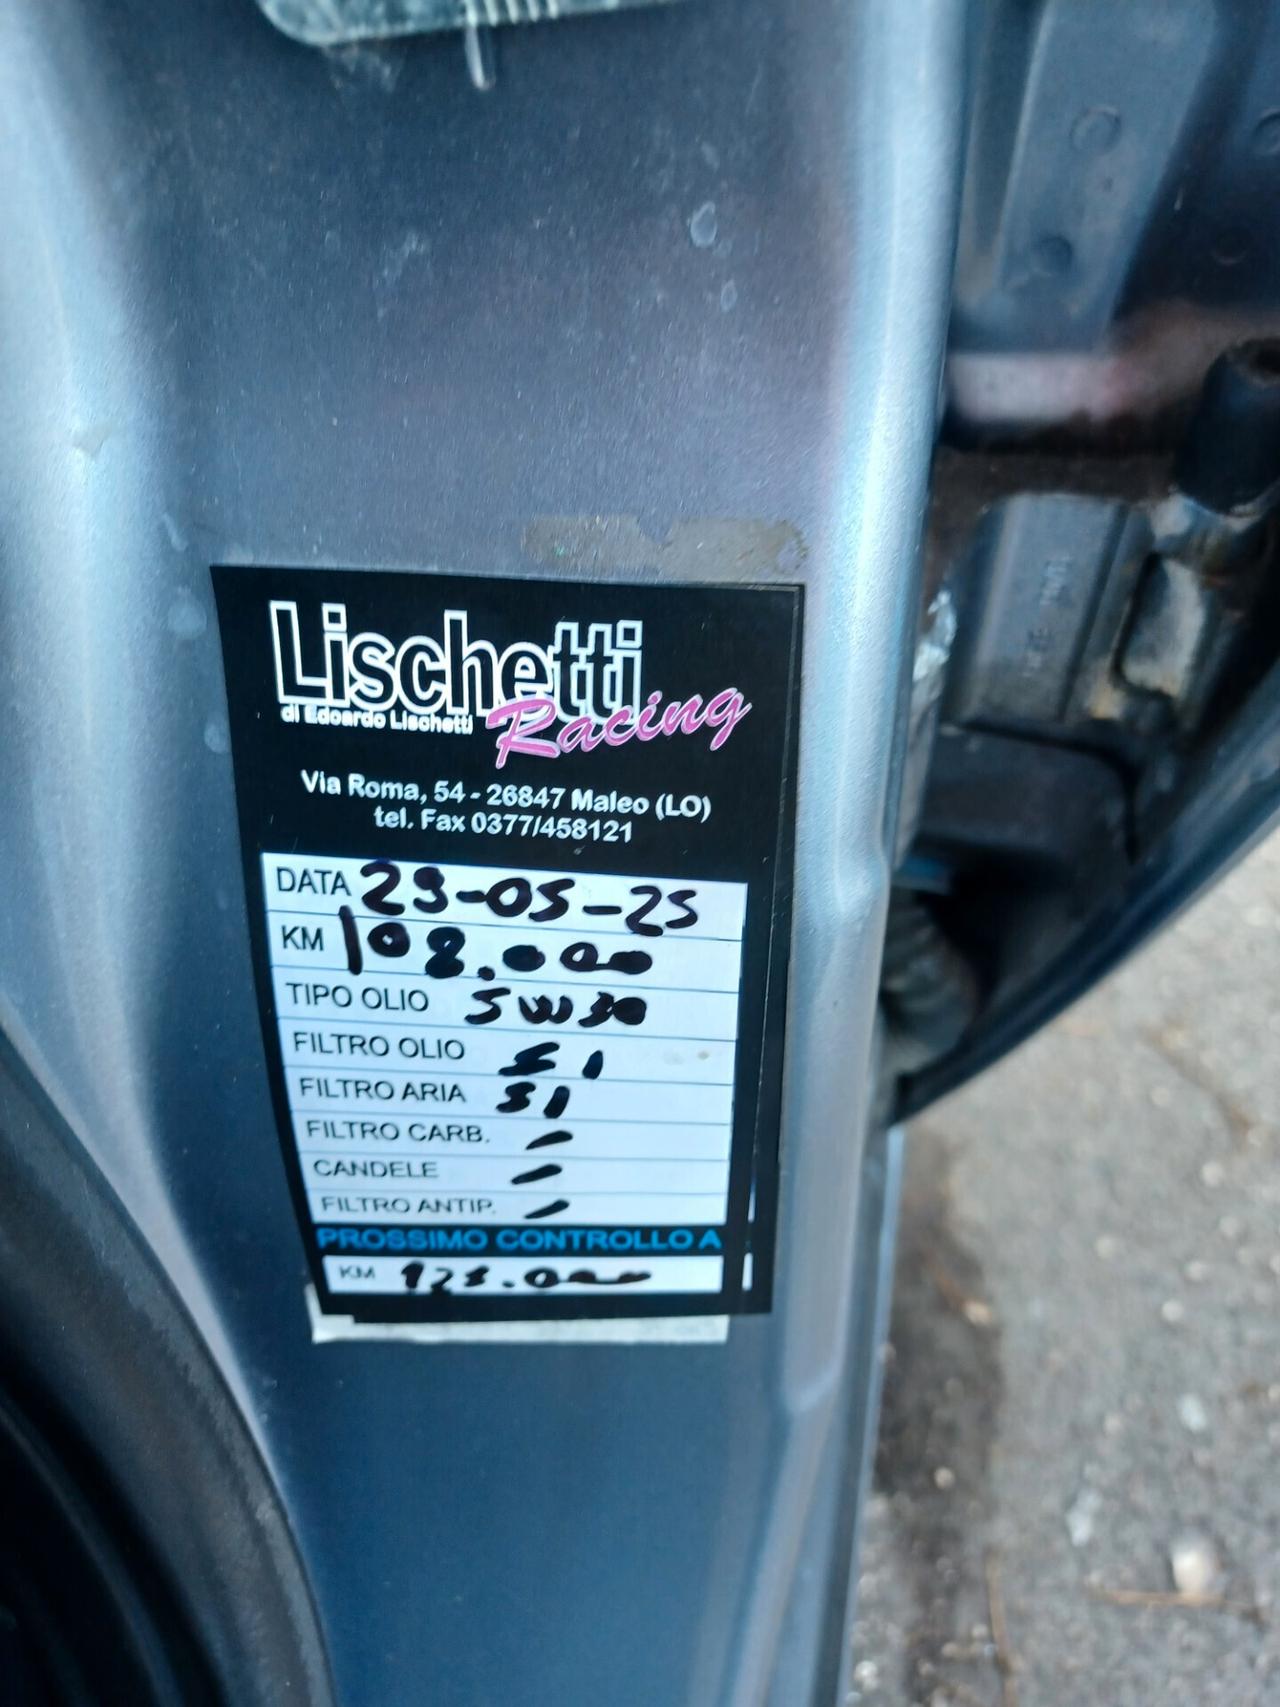 Lischetti
di Edoardo Lischetti Racing
Via Roma, 54 - 26847 Maleo (LO)
tel. Fax 0377/458121
DATA 23-05-25
KM 108.000
TIPO OLIO 5W30
FILTRO OLIO SI
FILTRO ARIA SI
FILTRO CARB. -
CANDELE -
FILTRO ANTIP. -
PROSSIMO CONTROLLO A
KM 128.000